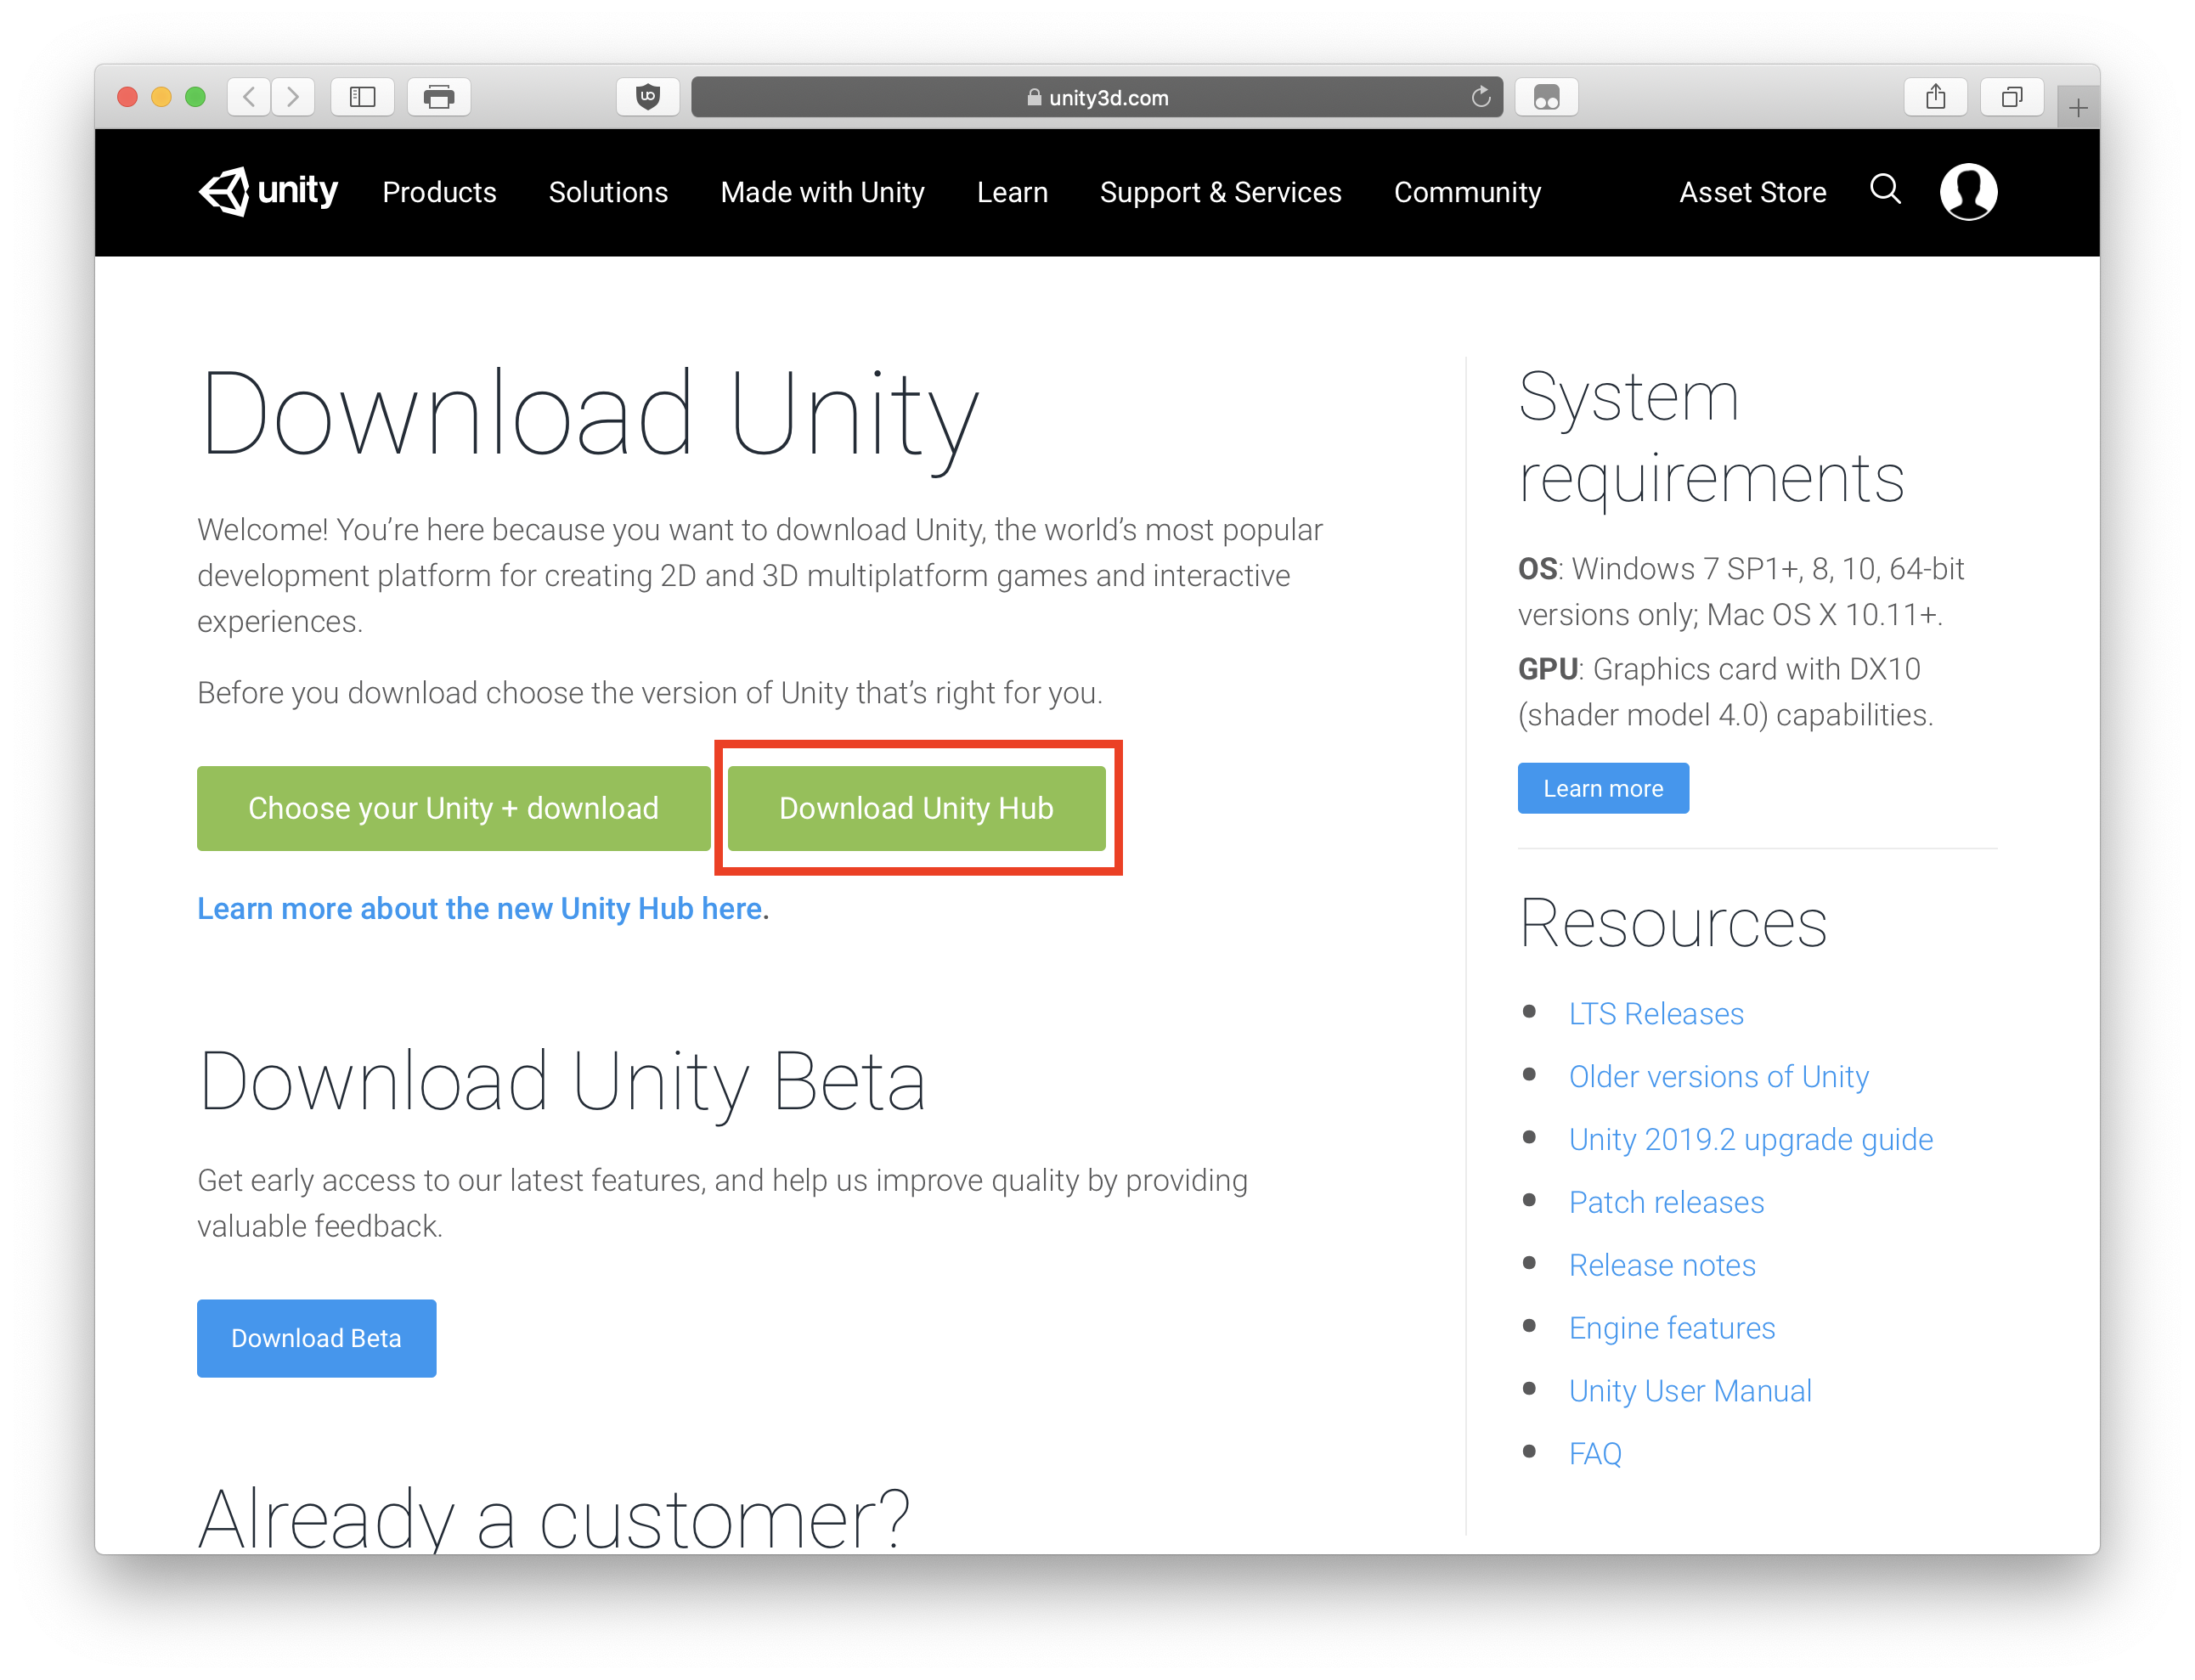 unity3d.com
unity Products Solutions Made with Unity Learn Support & Services Community Asset Store
Download Unity
Welcome! You’re here because you want to download Unity, the world’s most popular
development platform for creating 2D and 3D multiplatform games and interactive
experiences.
Before you download choose the version of Unity that’s right for you.
Choose your Unity + download
Download Unity Hub
Learn more about the new Unity Hub here.
Download Unity Beta
Get early access to our latest features, and help us improve quality by providing
valuable feedback.
Download Beta
Already a customer?
System
requirements
OS: Windows 7 SP1+, 8, 10, 64-bit
versions only; Mac OS X 10.11+.
GPU: Graphics card with DX10
(shader model 4.0) capabilities.
Learn more
Resources
LTS Releases
Older versions of Unity
Unity 2019.2 upgrade guide
Patch releases
Release notes
Engine features
Unity User Manual
FAQ